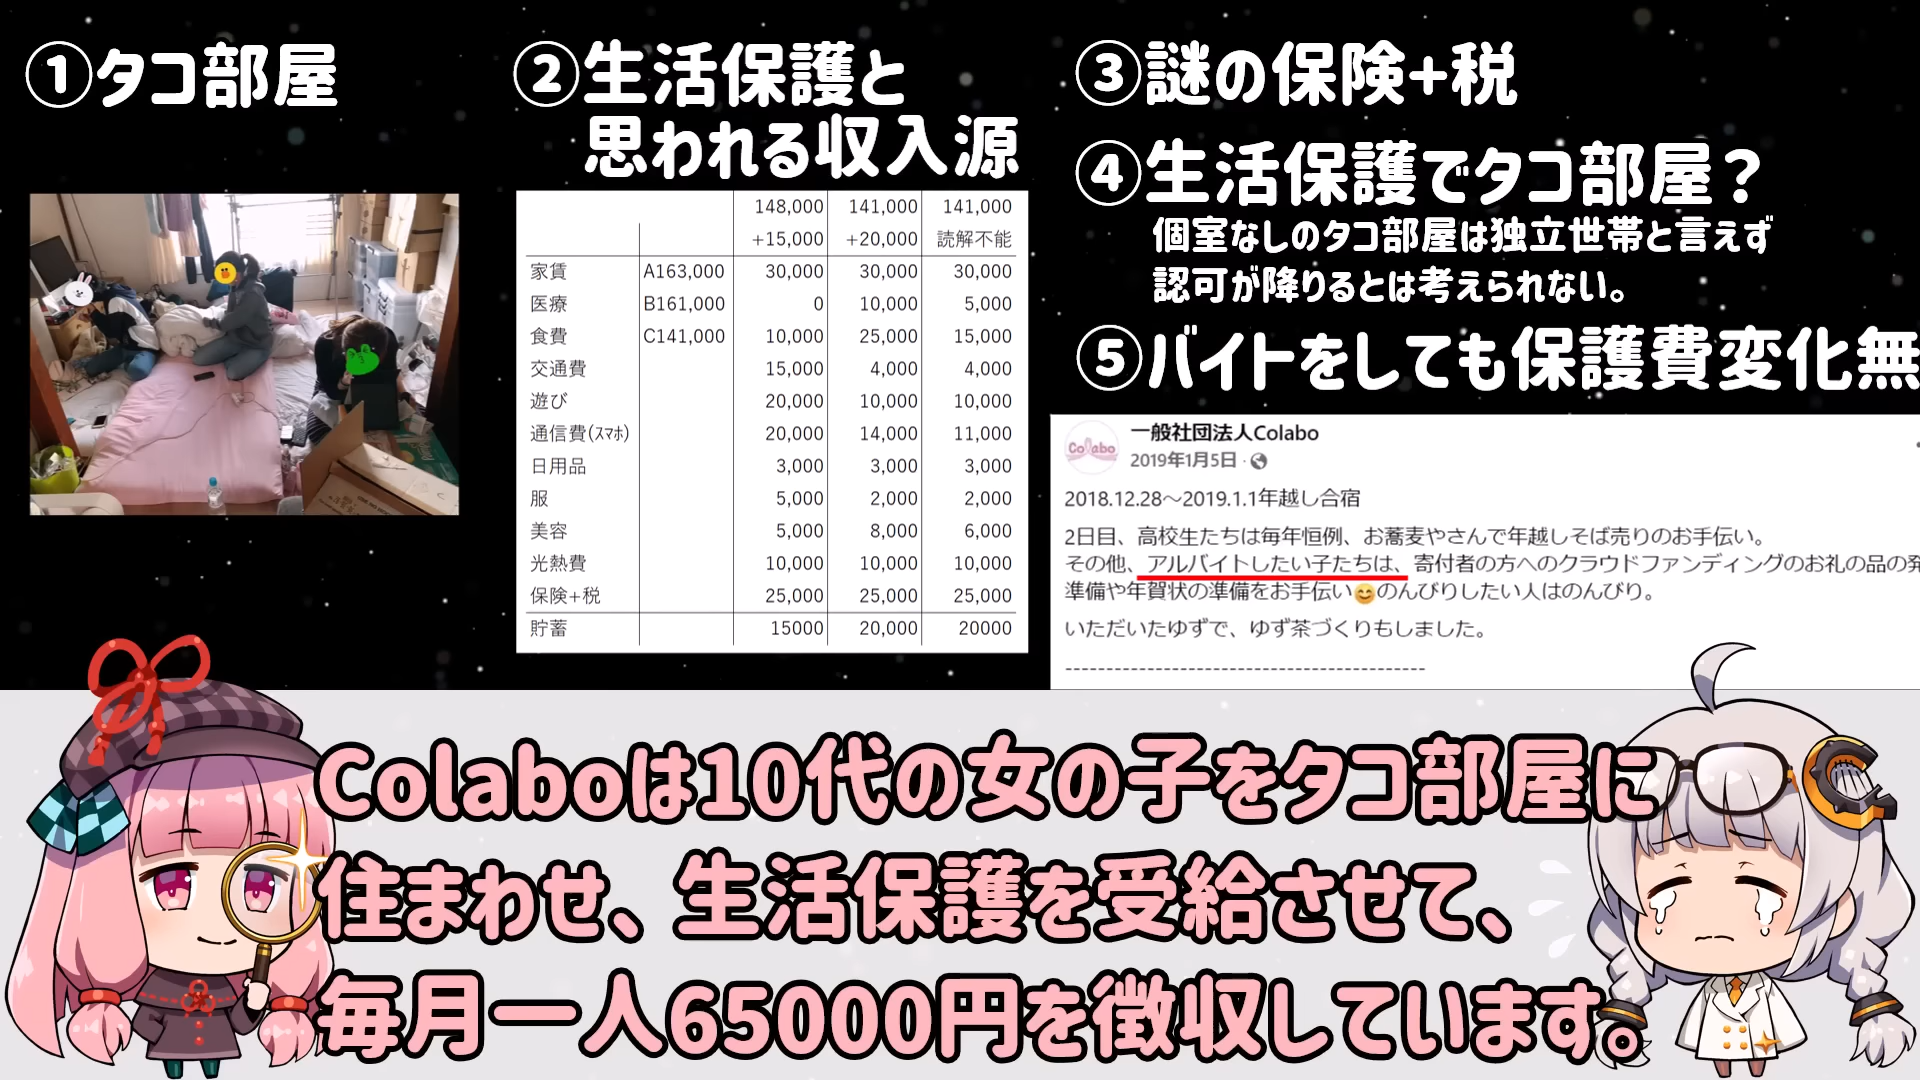 ①タコ部屋
②生活保護と
思われる収入源
148,000 141,000 141,000
+15,000 +20,000 読解不能
家賃 A163,000 30,000 30,000 30,000
医療 B161,000 0 10,000 5,000
食費 C141,000 10,000 25,000 15,000
交通費 15,000 4,000 4,000
遊び 20,000 10,000 10,000
通信費(ｽﾏﾎ) 20,000 14,000 11,000
日用品 3,000 3,000 3,000
服 5,000 2,000 2,000
美容 5,000 8,000 6,000
光熱費 10,000 10,000 10,000
保険+税 25,000 25,000 25,000
貯蓄 15000 20,000 20000
③謎の保険+税
④生活保護でタコ部屋？
個室なしのタコ部屋は独立世帯と言えず
認可が降りるとは考えられない。
⑤バイトをしても保護費変化無
Colabo
一般社団法人Colabo
2019年1月5日·
2018.12.28～2019.1.1年越し合宿
2日目、高校生たちは毎年恒例、お蕎麦やさんで年越しそば売りのお手伝い。
その他、アルバイトしたい子たちは、寄付者の方へのクラウドファンディングのお礼の品の発
準備や年賀状の準備をお手伝い😊のんびりしたい人はのんびり。
いただいたゆずで、ゆず茶づくりもしました。
--------------------------------------------
Colaboは10代の女の子をタコ部屋に
住まわせ、生活保護を受給させて、
毎月一人65000円を徴収しています。